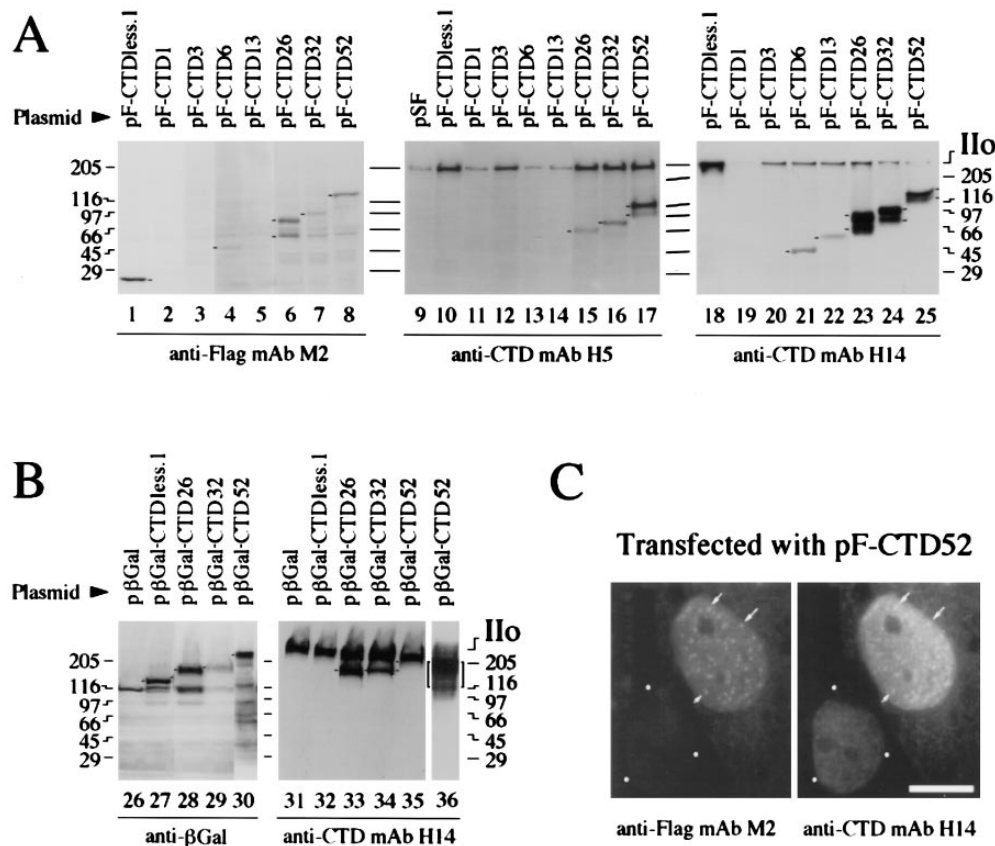 A
Plasmid ►
pF-CTDless.1
pF-CTD1
pF-CTD3
pF-CTD6
pF-CTD13
pF-CTD26
pF-CTD32
pF-CTD52
pSF
pF-CTDless.1
pF-CTD1
pF-CTD3
pF-CTD6
pF-CTD13
pF-CTD26
pF-CTD32
pF-CTD52
pF-CTDless.1
pF-CTD1
pF-CTD3
pF-CTD6
pF-CTD13
pF-CTD26
pF-CTD32
pF-CTD52
205
116
97
66
45
29
IIo
205
116
97
66
45
29
1 2 3 4 5 6 7 8
9 10 11 12 13 14 15 16 17
18 19 20 21 22 23 24 25
anti-Flag mAb M2
anti-CTD mAb H5
anti-CTD mAb H14
B
Plasmid ►
pβGal
pβGal-CTDless.1
pβGal-CTD26
pβGal-CTD32
pβGal-CTD52
pβGal
pβGal-CTDless.1
pβGal-CTD26
pβGal-CTD32
pβGal-CTD52
pβGal-CTD52
205
116
97
66
45
29
IIo
205
116
97
66
45
29
26 27 28 29 30
31 32 33 34 35 36
anti-βGal
anti-CTD mAb H14
C
Transfected with pF-CTD52
anti-Flag mAb M2
anti-CTD mAb H14